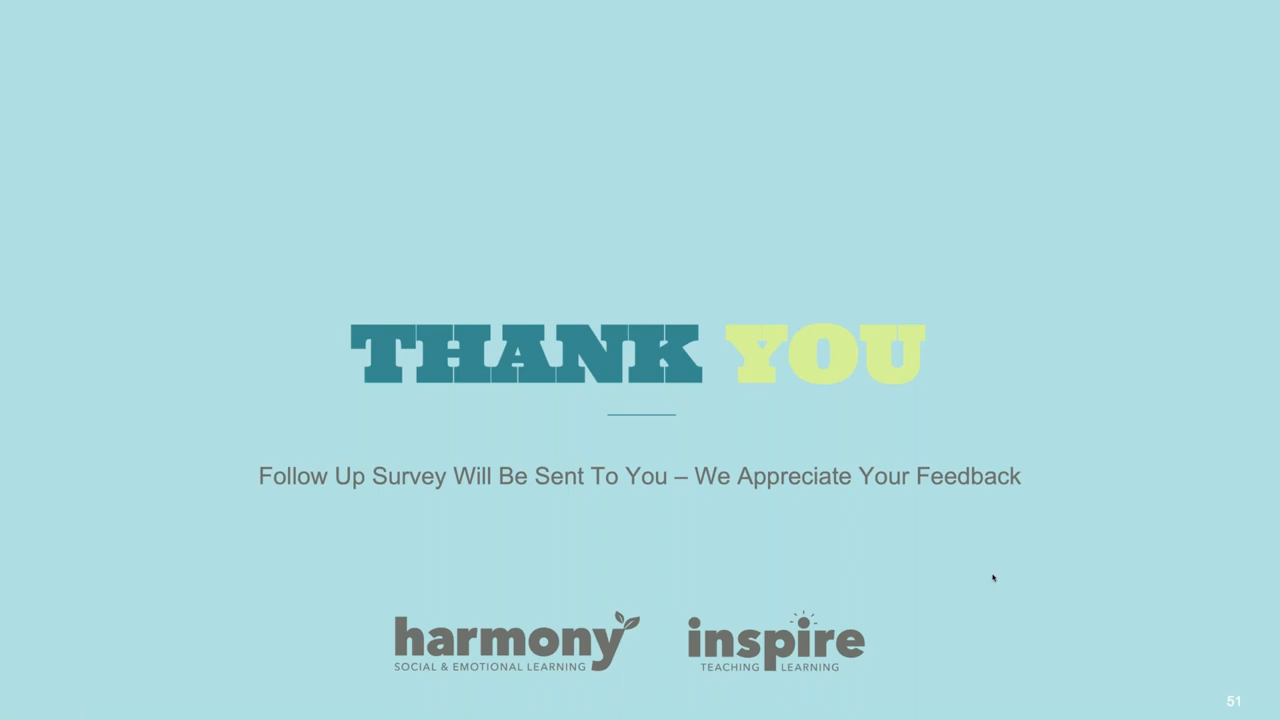 THANK YOU
Follow Up Survey Will Be Sent To You – We Appreciate Your Feedback
harmony inspire
SOCIAL & EMOTIONAL LEARNING TEACHING LEARNING
51